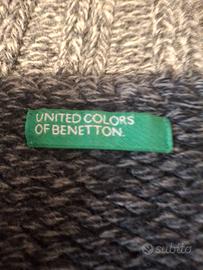 UNITED COLORS
OF BENETTON.
subito